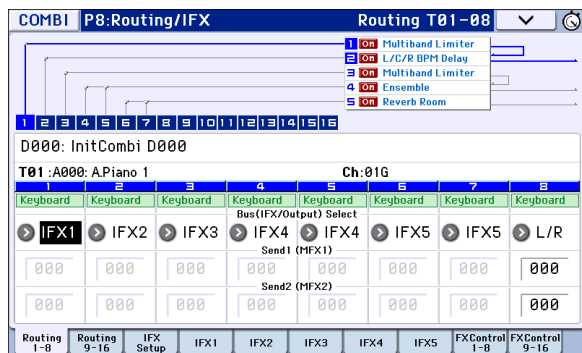 COMBI P8:Routing/IFX Routing T01-08
1 On Multiband Limiter
2 On L/C/R BPM Delay
3 On Multiband Limiter
4 On Ensemble
5 On Reverb Room
1 2 3 4 5 6 7 8 9 10 11 12 13 14 15 16
D000: InitCombi D000
T01 :A000: A.Piano 1 Ch:01G
1 2 3 4 5 6 7 8
Keyboard Keyboard Keyboard Keyboard Keyboard Keyboard Keyboard Keyboard
Bus(IFX/Output) Select
IFX1 IFX2 IFX3 IFX4 IFX4 IFX5 IFX5 L/R
Send1 (MFX1)
000 000 000 000 000 000 000 000
Send2 (MFX2)
000 000 000 000 000 000 000 000
Routing 1-8 Routing 9-16 IFX Setup IFX1 IFX2 IFX3 IFX4 IFX5 FXControl 1-8 FXControl 9-16